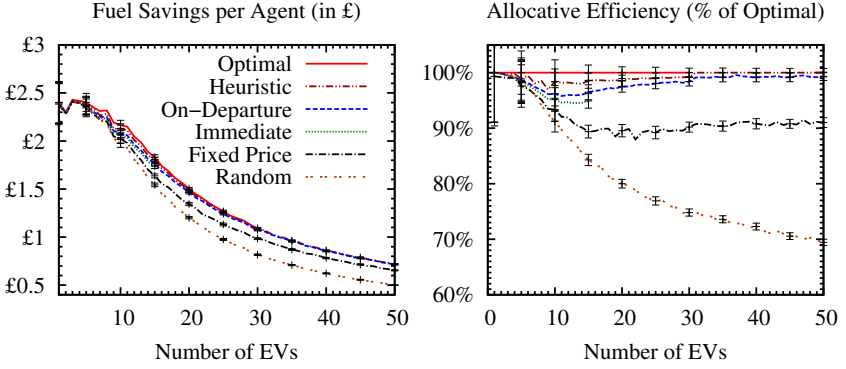 Fuel Savings per Agent (in £)
£3
£2.5
£2
£1.5
£1
£0.5
Optimal
Heuristic
On−Departure
Immediate
Fixed Price
Random
10 20 30 40 50
Number of EVs
Allocative Efficiency (% of Optimal)
100%
90%
80%
70%
60%
0 10 20 30 40 50
Number of EVs